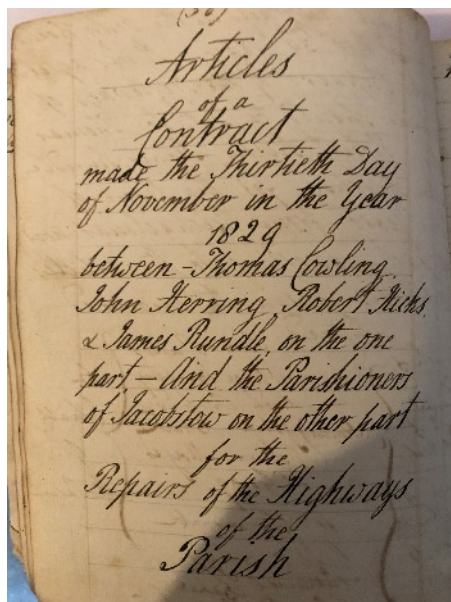 Articles
of a
Contract
made the Thirtieth Day
of November in the Year
1829
between - Thomas Cowling,
John Herring, Robert Hicks,
& James Rundle, on the one
part, - And the Parishioners
of Jacobstow on the other part
for the
Repairs of the Highways
of the
Parish